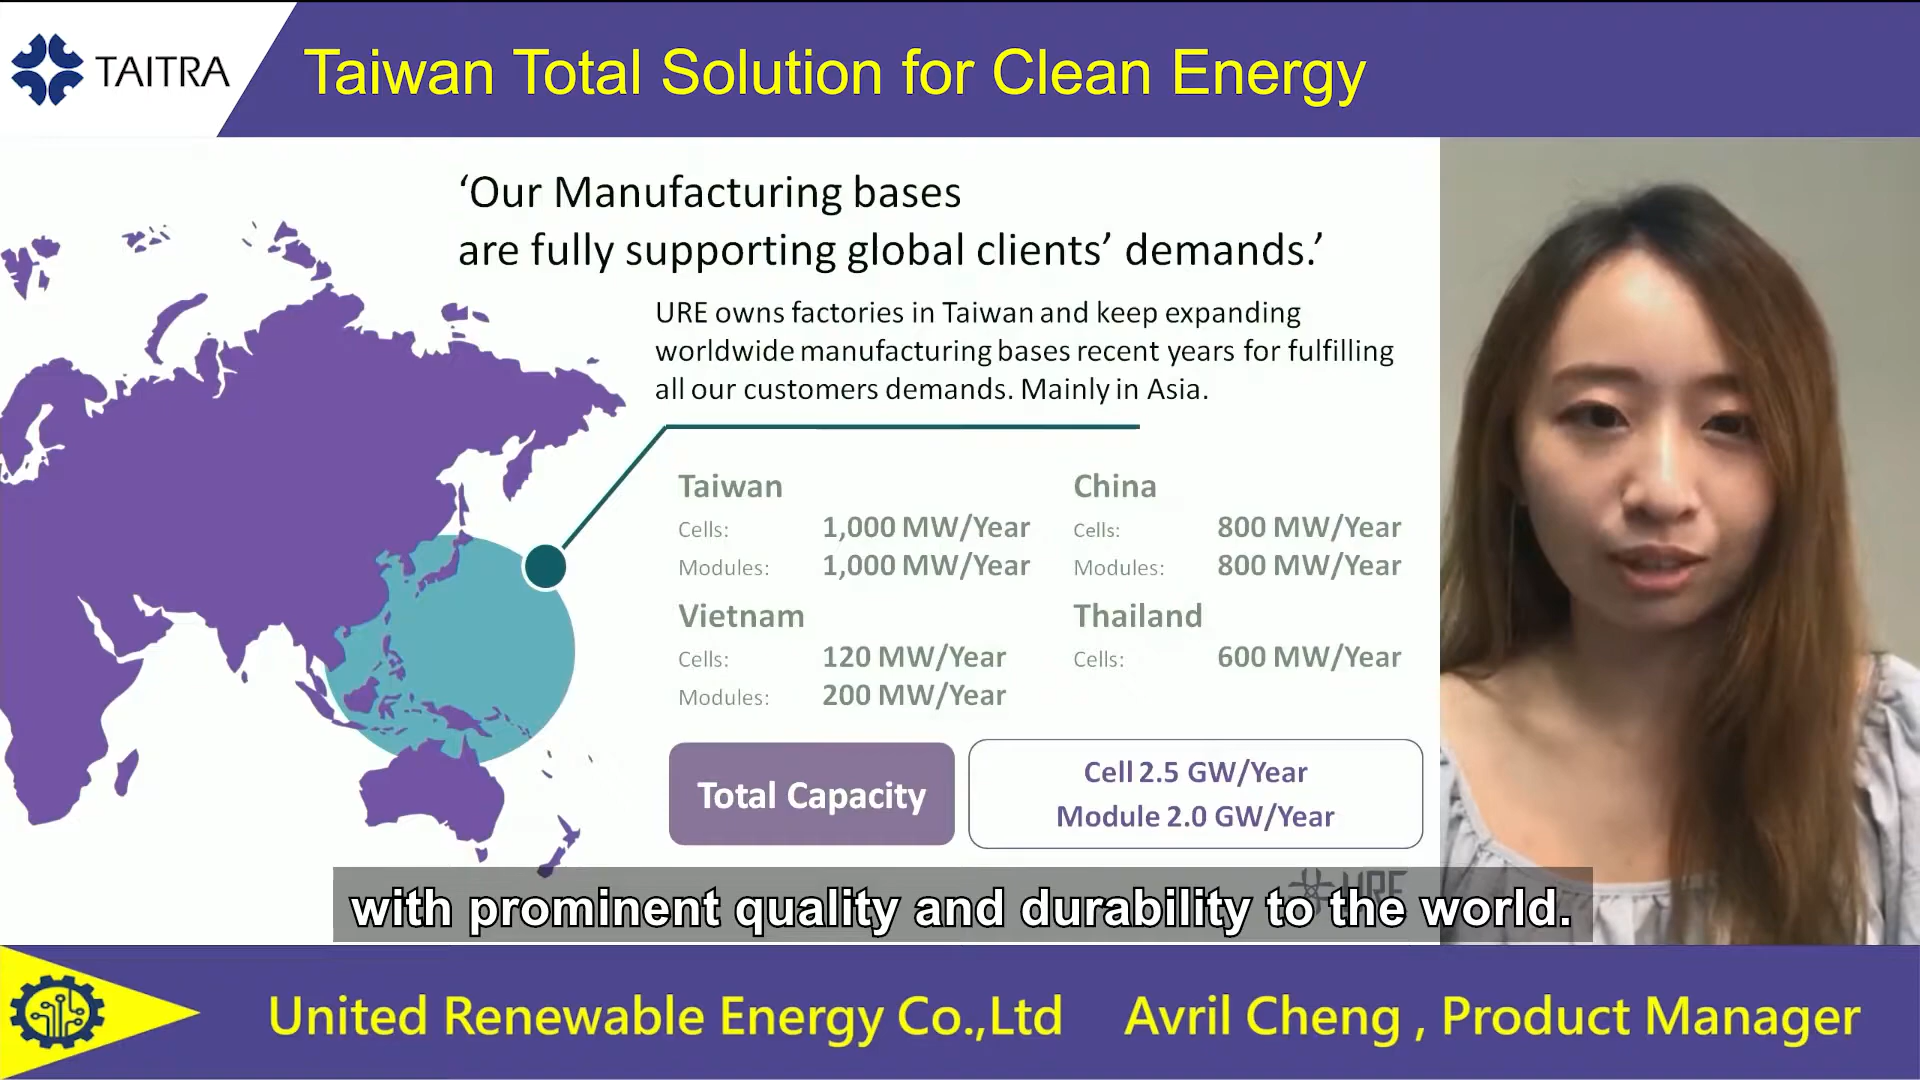 TAITRA
Taiwan Total Solution for Clean Energy
‘Our Manufacturing bases
are fully supporting global clients’ demands.’
URE owns factories in Taiwan and keep expanding
worldwide manufacturing bases recent years for fulfilling
all our customers demands. Mainly in Asia.
Taiwan
Cells: 1,000 MW/Year
Modules: 1,000 MW/Year
China
Cells: 800 MW/Year
Modules: 800 MW/Year
Vietnam
Cells: 120 MW/Year
Modules: 200 MW/Year
Thailand
Cells: 600 MW/Year
Total Capacity
Cell 2.5 GW/Year
Module 2.0 GW/Year
URE
with prominent quality and durability to the world.
United Renewable Energy Co.,Ltd Avril Cheng , Product Manager